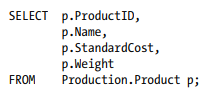 SELECT p.ProductID,
p.Name,
p.StandardCost,
p.Weight
FROM Production.Product p;